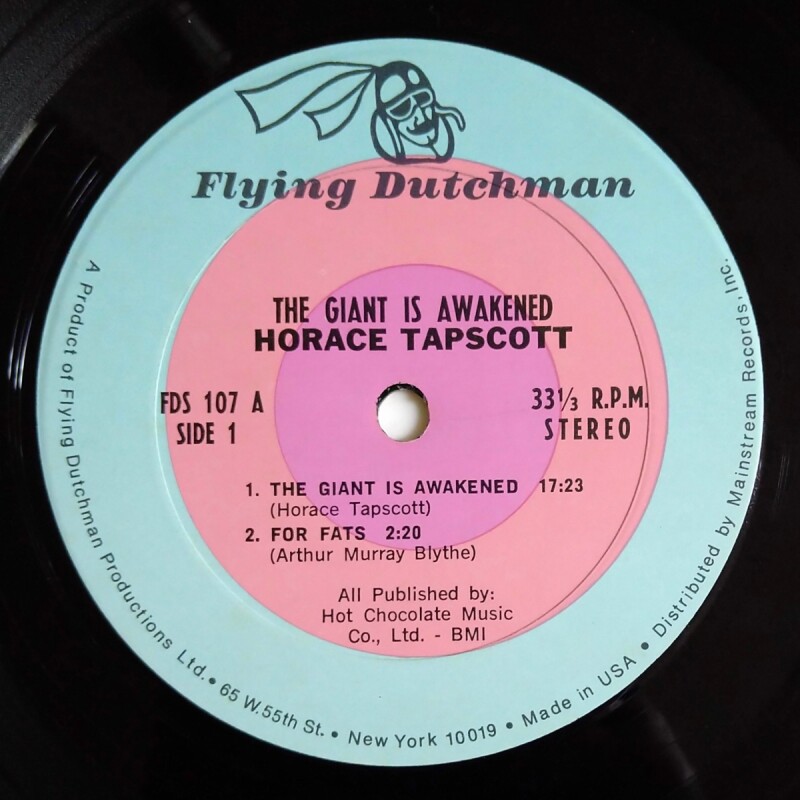 Flying Dutchman
THE GIANT IS AWAKENED
HORACE TAPSCOTT
FDS 107 A
SIDE 1
33⅓ R.P.M.
STEREO
1. THE GIANT IS AWAKENED 17:23
(Horace Tapscott)
2. FOR FATS 2:20
(Arthur Murray Blythe)
All Published by:
Hot Chocolate Music
Co., Ltd. - BMI
A Product of Flying Dutchman Productions Ltd. • 65 W. 55th St. • New York 10019 • Made in USA • Distributed by Mainstream Records, Inc.